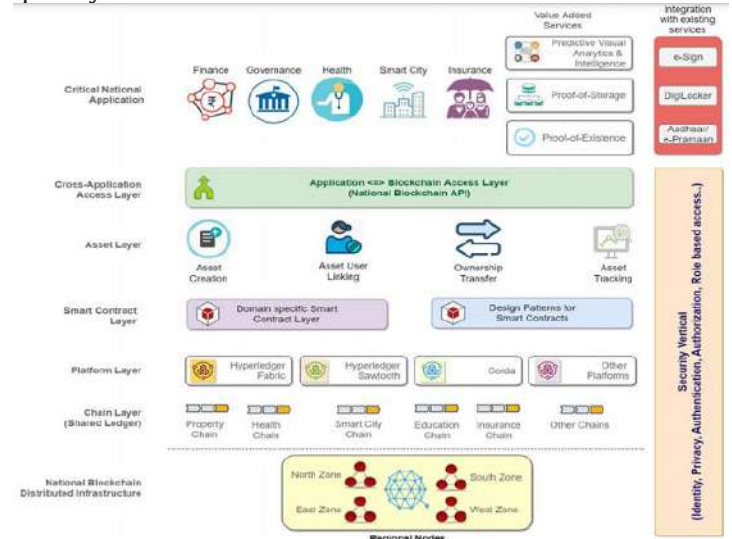 Value Added
Services
Integration
with existing
services
Critical National
Application
Finance
Governance
Health
Smart City
Insurance
Predictive Visual
Analytics &
Intelligence
Proof-of-Storage
Proof-of-Existence
e-Sign
DigiLocker
Aadhaar/
e-Pramaan
Cross-Application
Access Layer
Application <=> Blockchain Access Layer
(National Blockchain API)
Asset Layer
Asset
Creation
Asset User
Linking
Ownership
Transfer
Asset
Tracking
Smart Contract
Layer
Domain specific Smart
Contract Layer
Design Patterns for
Smart Contracts
Platform Layer
Hyperledger
Fabric
Hyperledger
Sawtooth
Other
Platforms
Chain Layer
(Shared Ledger)
Property
Chain
Health
Chain
Smart City
Chain
Education
Chain
Insurance
Chain
Other Chains
National Blockchain
Distributed Infrastructure
North Zone
South Zone
East Zone
West Zone
Regional Nodes
Security Vertical
(Identity, Privacy, Authentication, Authorization, Role based access..)